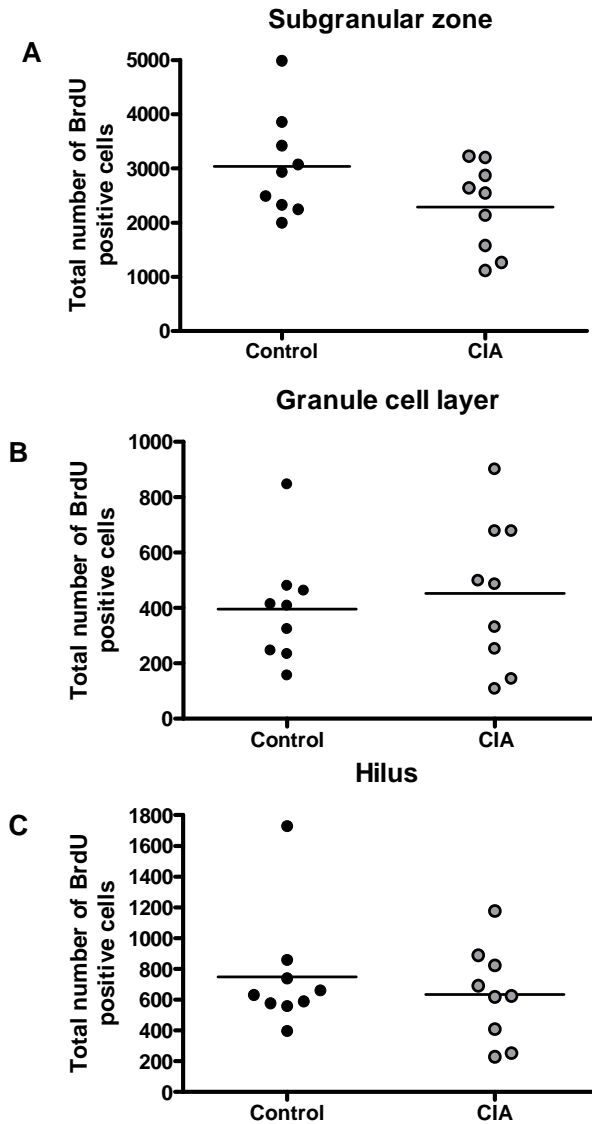 Subgranular zone
A
Total number of BrdU
positive cells
5000
4000
3000
2000
1000
0
Control
CIA
Granule cell layer
B
Total number of BrdU
positive cells
1000
800
600
400
200
0
Control
CIA
Hilus
C
Total number of BrdU
positive cells
1800
1600
1400
1200
1000
800
600
400
200
0
Control
CIA